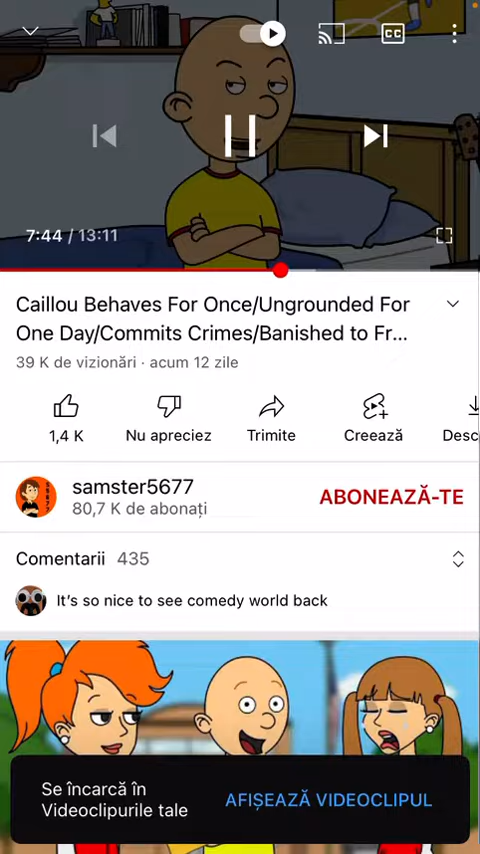 CC
7:44 / 13:11
Caillou Behaves For Once/Ungrounded For
One Day/Commits Crimes/Banished to Fr...
39 K de vizionări · acum 12 zile
1,4 K
Nu apreciez
Trimite
Creează
Desc
samster5677
80,7 K de abonați
ABONEAZĂ-TE
Comentarii 435
It's so nice to see comedy world back
Se încarcă în
Videoclipurile tale
AFIȘEAZĂ VIDEOCLIPUL